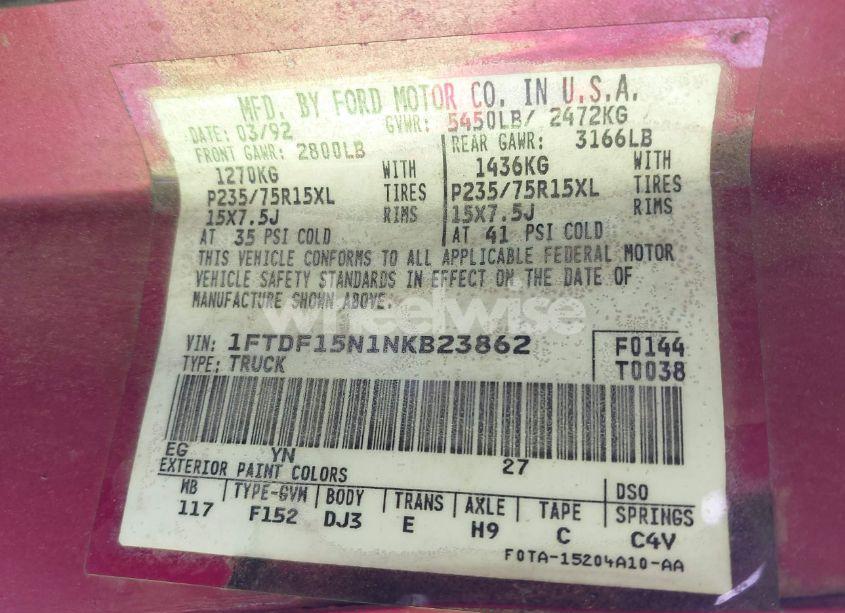 MFD. BY FORD MOTOR CO. IN U.S.A.
DATE: 03/92 GVWR: 5450LB/ 2472KG
FRONT GAWR: 2800LB REAR GAWR: 3166LB
1270KG WITH 1436KG WITH
P235/75R15XL TIRES P235/75R15XL TIRES
15X7.5J RIMS 15X7.5J RIMS
AT 35 PSI COLD AT 41 PSI COLD
THIS VEHICLE CONFORMS TO ALL APPLICABLE FEDERAL MOTOR
VEHICLE SAFETY STANDARDS IN EFFECT ON THE DATE OF
MANUFACTURE SHOWN ABOVE.
wheelwise
VIN: 1FTDF15N1NKB23862 F0144
TYPE: TRUCK T0038
EG YN 27
EXTERIOR PAINT COLORS DSO
WB TYPE-GVM BODY TRANS AXLE TAPE SPRINGS
117 F152 DJ3 E H9 C C4V
F0TA-15204A10-AA